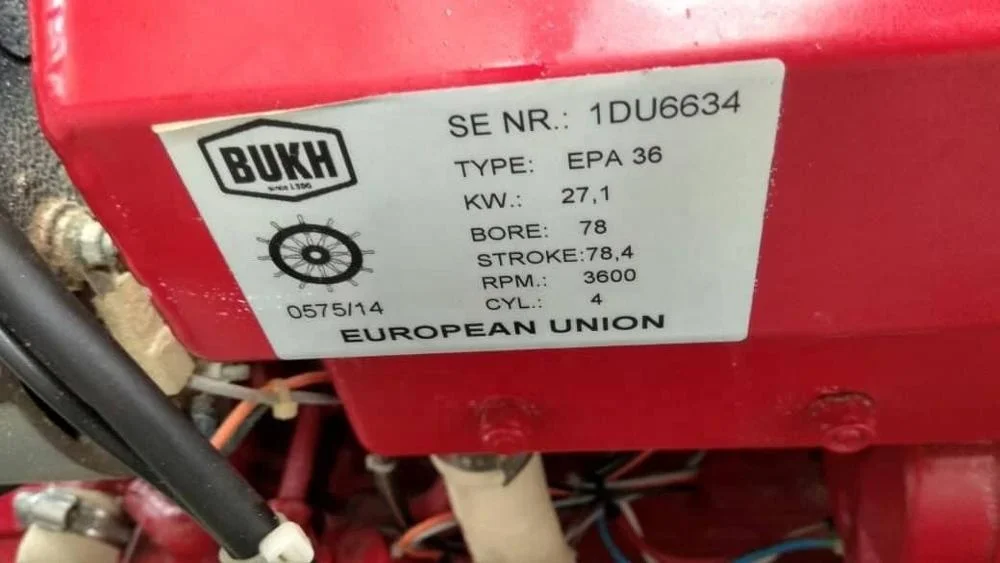 BUKH
SE NR.: 1DU6634
TYPE: EPA 36
KW.: 27,1
BORE: 78
STROKE:78,4
RPM.: 3600
CYL.: 4
0575/14
EUROPEAN UNION